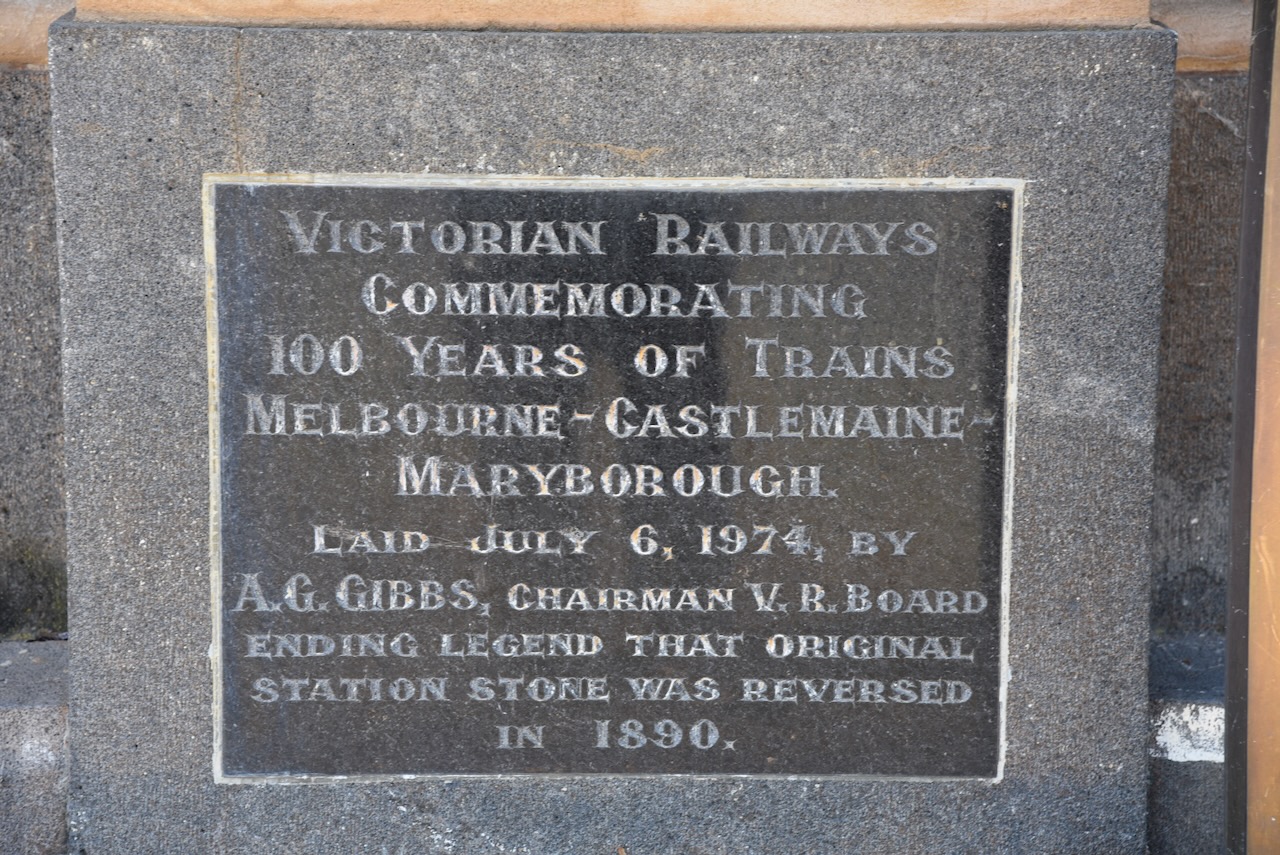 VICTORIAN RAILWAYS
COMMEMORATING
100 YEARS OF TRAINS
MELBOURNE-CASTLEMAINE-
MARYBOROUGH.
LAID JULY 6, 1974, BY
A.G. GIBBS, CHAIRMAN V.R. BOARD
ENDING LEGEND THAT ORIGINAL
STATION STONE WAS REVERSED
IN 1890.